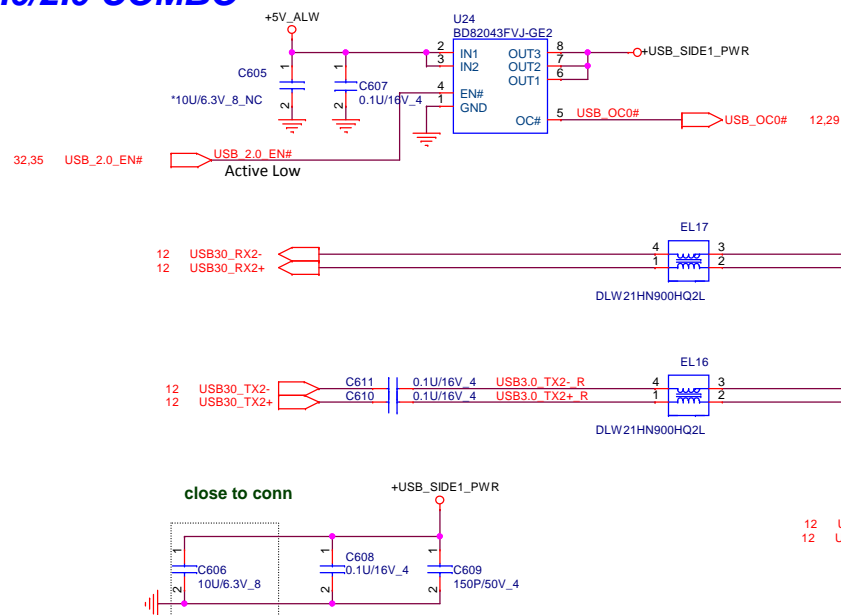 +5V_ALW
U24
BD82043FVJ-GE2
2 IN1 OUT3 8
3 IN2 OUT2 7
OUT1 6
+USB_SIDE1_PWR
C605
1
2
*10U/6.3V_8_NC
1
2
C607
0.1U/16V_4
4 EN#
1 GND
OC# 5 USB_OC0#
USB_OC0# 12,29
32,35 USB_2.0_EN# USB_2.0_EN#
Active Low
EL17
12 USB30_RX2- 4 3
12 USB30_RX2+ 1 2
DLW21HN900HQ2L
EL16
12 USB30_TX2- C611 0.1U/16V_4 USB3.0_TX2-_R 4 3
12 USB30_TX2+ C610 0.1U/16V_4 USB3.0_TX2+_R 1 2
DLW21HN900HQ2L
close to conn
+USB_SIDE1_PWR
1 1 1
C606 C608 C609
10U/6.3V_8 0.1U/16V_4 150P/50V_4
2 2 2
12
12